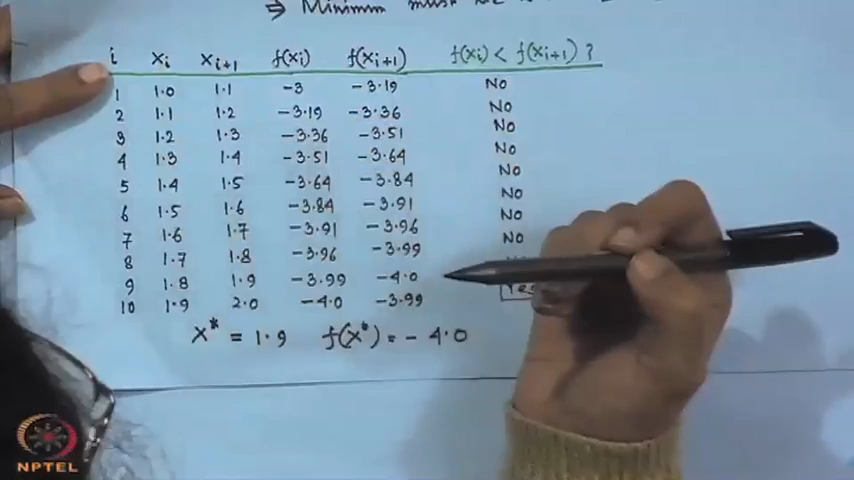 ⇒ Minimum must
i xi xi+1 f(xi) f(xi+1) f(xi) < f(xi+1) ?
1 1.0 1.1 -3 -3.19 No
2 1.1 1.2 -3.19 -3.36 No
3 1.2 1.3 -3.36 -3.51 No
4 1.3 1.4 -3.51 -3.64 No
5 1.4 1.5 -3.64 -3.84 No
6 1.5 1.6 -3.84 -3.91 No
7 1.6 1.7 -3.91 -3.96 No
8 1.7 1.8 -3.96 -3.99 No
9 1.8 1.9 -3.99 -4.0
10 1.9 2.0 -4.0 -3.99 Yes
x* = 1.9 f(x*) = -4.0
NPTEL